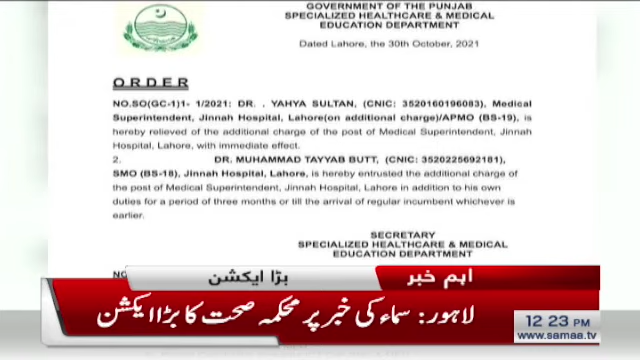 GOVERNMENT OF THE PUNJAB
SPECIALIZED HEALTHCARE & MEDICAL
EDUCATION DEPARTMENT
Dated Lahore, the 30th October, 2021
ORDER
NO.SO(GC-1)1- 1/2021: DR. . YAHYA SULTAN, (CNIC: 3520160196083), Medical
Superintendent, Jinnah Hospital, Lahore(on additional charge)/APMO (BS-19), is
hereby relieved of the additional charge of the post of Medical Superintendent, Jinnah
Hospital, Lahore, with immediate effect.
2. DR. MUHAMMAD TAYYAB BUTT, (CNIC: 3520225692181),
SMO (BS-18), Jinnah Hospital, Lahore, is hereby entrusted the additional charge of
the post of Medical Superintendent, Jinnah Hospital, Lahore in addition to his own
duties for a period of three months or till the arrival of regular incumbent whichever is
earlier.
SECRETARY
SPECIALIZED HEALTHCARE & MEDICAL
EDUCATION DEPARTMENT
اہم خبر
بڑا ایکشن
لاہور: سماء کی خبر پر محکمہ صحت کا بڑا ایکشن
12 23 PM
www.samaa.tv